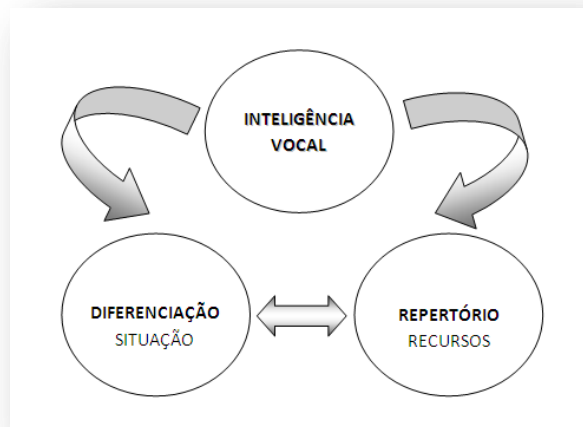 INTELIGÊNCIA
VOCAL
DIFERENCIAÇÃO
SITUAÇÃO
REPERTÓRIO
RECURSOS